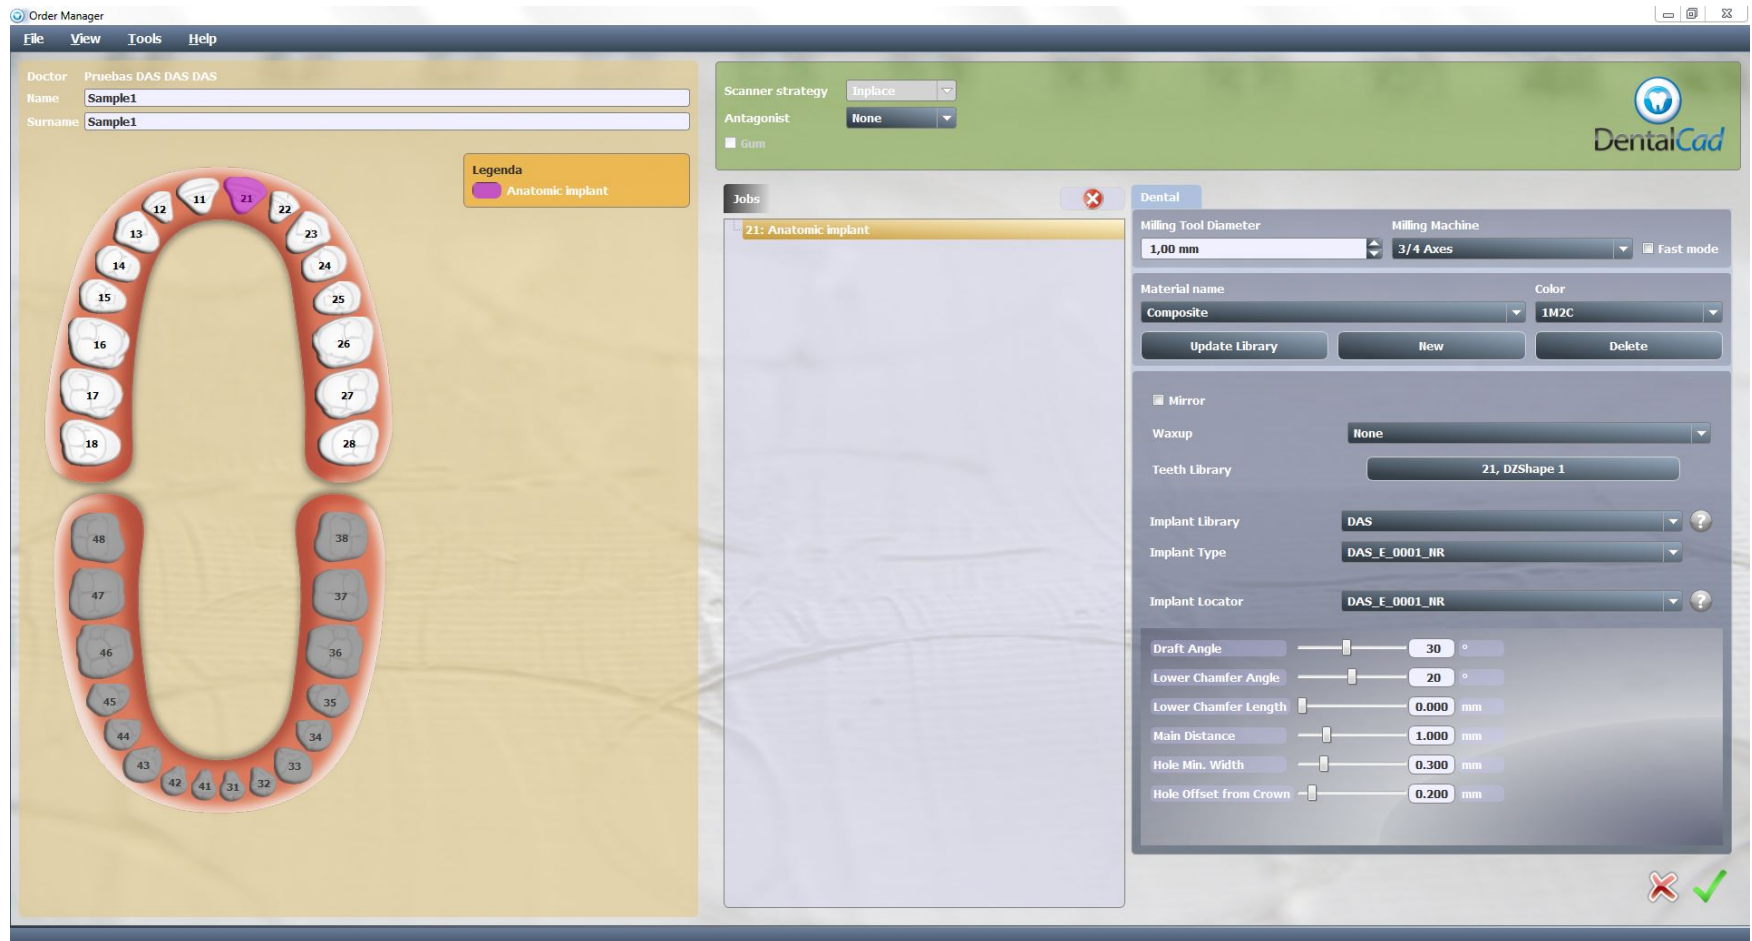 Order Manager
File View Tools Help
Doctor Pruebas DAS DAS DAS
Name Sample1
Surname Sample1
Legenda
Anatomic implant
11 21
12 22
13 23
14 24
15 25
16 26
17 27
18 28
48 38
47 37
46 36
45 35
44 34
43 33
42 41 31 32
Scanner strategy Inplace
Antagonist None
Gum
DentalCad
Jobs
21: Anatomic implant
Dental
Milling Tool Diameter Milling Machine
1,00 mm 3/4 Axes Fast mode
Material name Color
Composite 1M2C
Update Library New Delete
Mirror
Waxup None
Teeth Library 21, DZShape 1
Implant Library DAS ?
Implant Type DAS_E_0001_NR
Implant Locator DAS_E_0001_NR ?
Draft Angle 30 °
Lower Chamfer Angle 20 °
Lower Chamfer Length 0.000 mm
Main Distance 1.000 mm
Hole Min. Width 0.300 mm
Hole Offset from Crown 0.200 mm